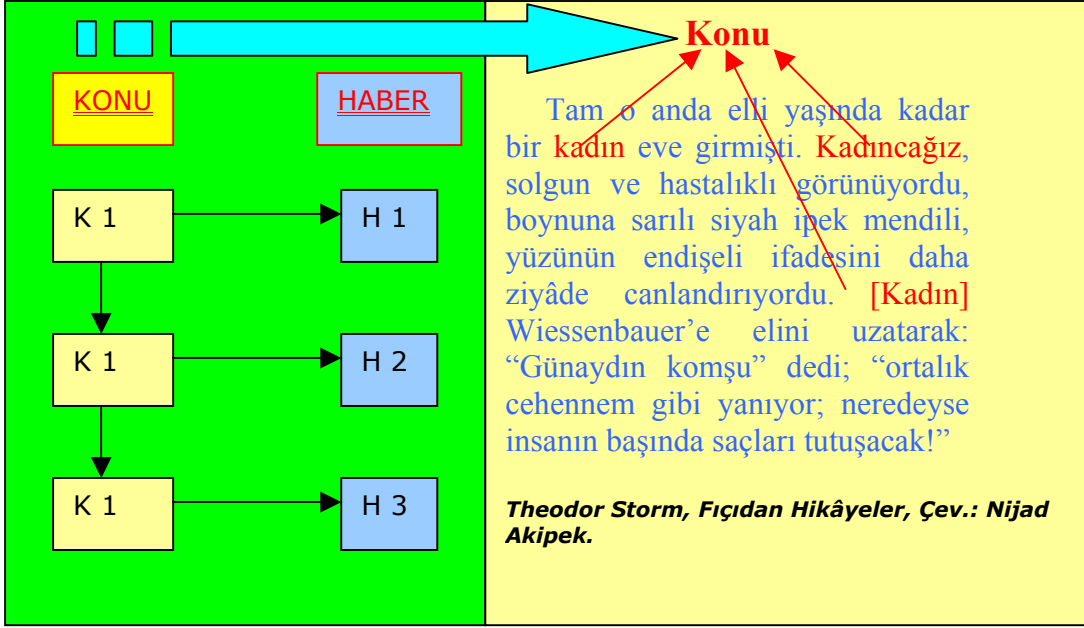 KONU
HABER
K 1
H 1
K 1
H 2
K 1
H 3
Konu
Tam o anda elli yaşında kadar
bir kadın eve girmişti. Kadıncağız,
solgun ve hastalıklı görünüyordu,
boynuna sarılı siyah ipek mendili,
yüzünün endişeli ifadesini daha
ziyâde canlandırıyordu. [Kadın]
Wiessenbauer’e elini uzatarak:
“Günaydın komşu” dedi; “ortalık
cehennem gibi yanıyor; neredeyse
insanın başında saçları tutuşacak!”
Theodor Storm, Fıçıdan Hikâyeler, Çev.: Nijad
Akipek.